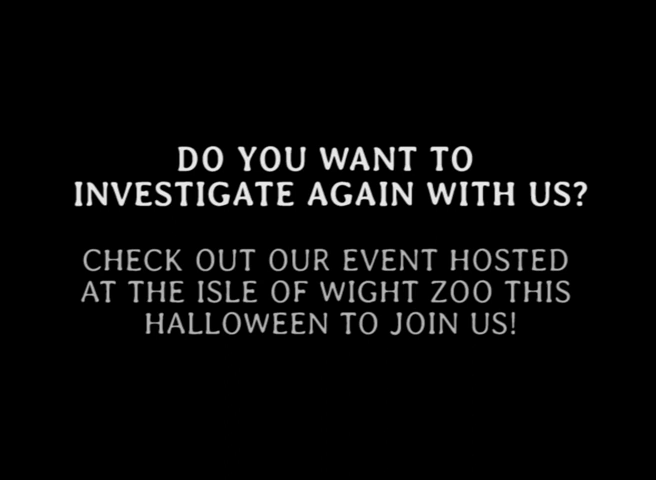 DO YOU WANT TO
INVESTIGATE AGAIN WITH US?
CHECK OUT OUR EVENT HOSTED
AT THE ISLE OF WIGHT ZOO THIS
HALLOWEEN TO JOIN US!